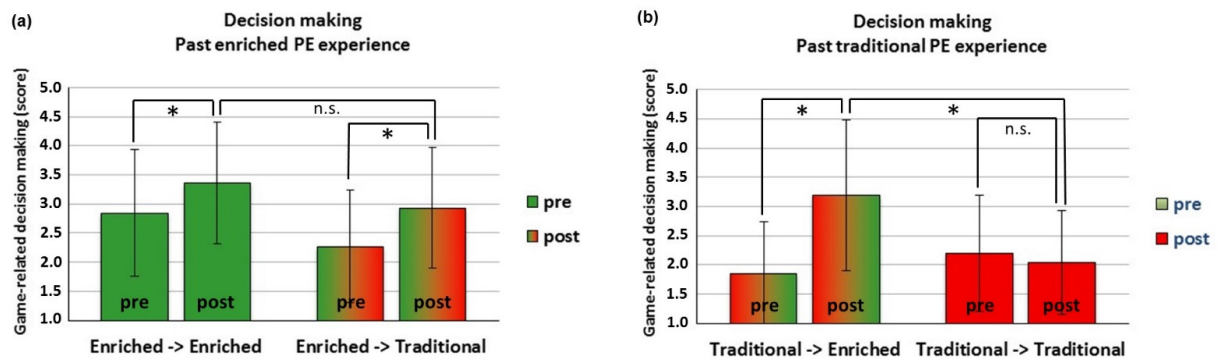 (a)
Decision making
Past enriched PE experience
Game-related decision making (score)
5.0
4.5
4.0
3.5
3.0
2.5
2.0
1.5
1.0
*
n.s.
*
pre
post
pre
post
Enriched -> Enriched
Enriched -> Traditional
pre
post
(b)
Decision making
Past traditional PE experience
Game-related decision making (score)
5.0
4.5
4.0
3.5
3.0
2.5
2.0
1.5
1.0
*
*
n.s.
pre
post
pre
post
Traditional -> Enriched
Traditional -> Traditional
pre
post